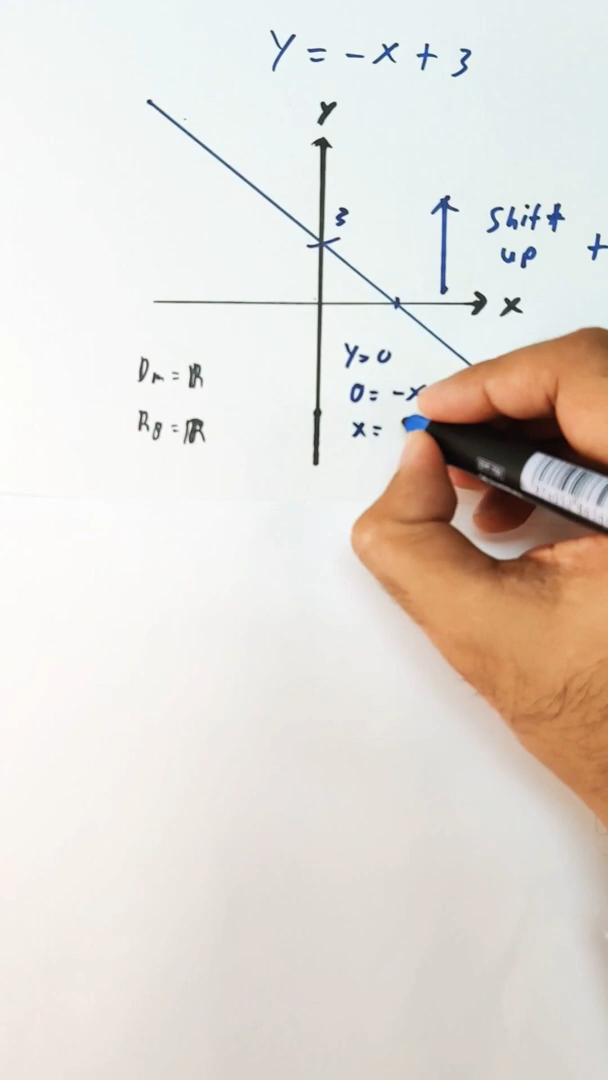 Y = -x + 3
Y
3
shift
up +
x
Dm = ℝ
Rg = ℝ
Y=0
0 = -x
x =